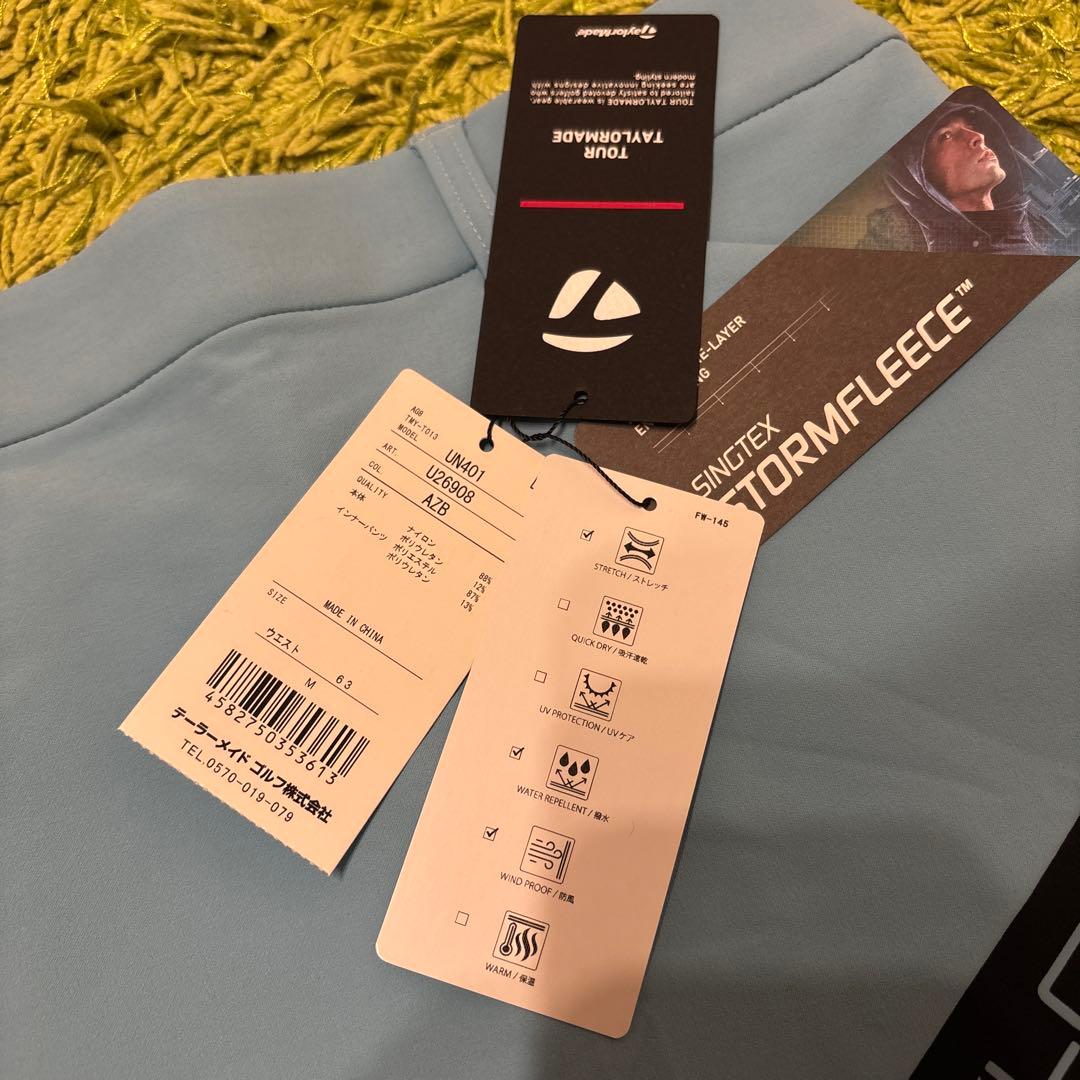 TaylorMade
TOUR TAYLORMADE is wearable gear,
tailored to satisfy devoted golfers who
are seeking innovative designs with
modern styling.
TOUR
TAYLORMADE
SINGTEX
STORMFLEECE™
E-LAYER
NG
AG8
TMY-T013
MODEL UN401
ART. U26908
COL. AZB
QUALITY
本体 ナイロン 88%
ポリウレタン 12%
インナーパンツ ポリエステル 87%
ポリウレタン 13%
MADE IN CHINA
SIZE
ウエスト 63
M
4582750353613
テーラーメイド ゴルフ株式会社
TEL.0570-019-079
FW-145
STRETCH / ストレッチ
QUICK DRY / 吸汗速乾
UV PROTECTION / UV ケア
WATER REPELLENT / 撥水
WIND PROOF / 防風
WARM / 保温